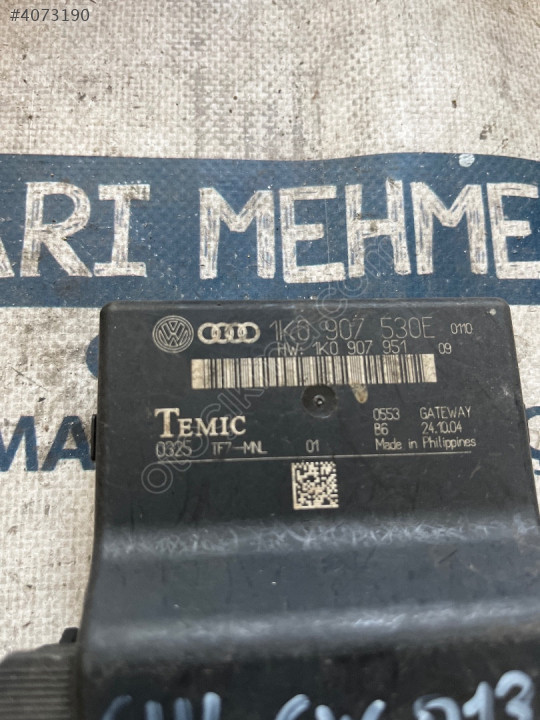 #4073190
ARI MEHME
1K0 907 530E 0110
HW: 1K0 907 951 09
TEMIC
0553 GATEWAY
B6 24.10.04
0325 1F7-MNL 01
Made in Philippines
MA